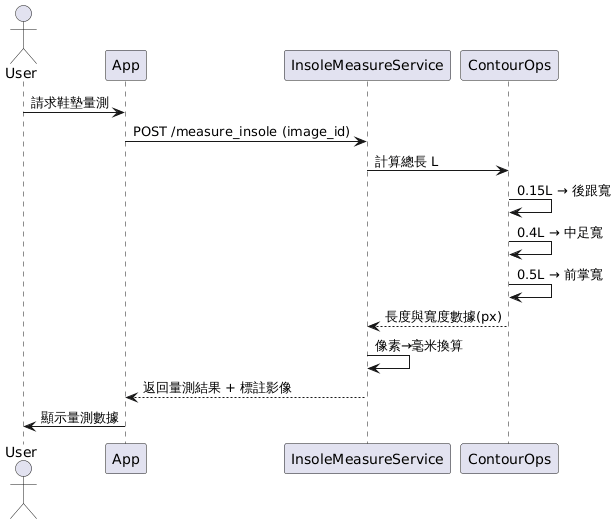 User
App
InsoleMeasureService
ContourOps
請求鞋墊量測
POST /measure_insole (image_id)
計算總長 L
0.15L → 後跟寬
0.4L → 中足寬
0.5L → 前掌寬
長度與寬度數據(px)
像素→毫米換算
返回量測結果 + 標註影像
顯示量測數據
User
App
InsoleMeasureService
ContourOps